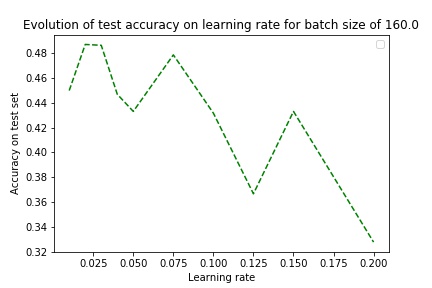 Evolution of test accuracy on learning rate for batch size of 160.0
0.48
0.46
0.44
0.42
0.40
0.38
0.36
0.34
0.32
Accuracy on test set
0.025 0.050 0.075 0.100 0.125 0.150 0.175 0.200
Learning rate